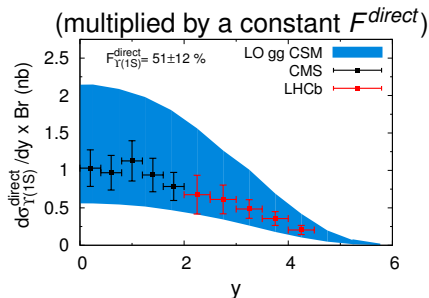 (multiplied by a constant F^direct)
F^direct_Υ(1S) = 51±12 %
LO gg CSM
CMS
LHCb
dσ^direct_Υ(1S)/dy x Br (nb)
2.5
2
1.5
1
0.5
0
0
2
4
6
y